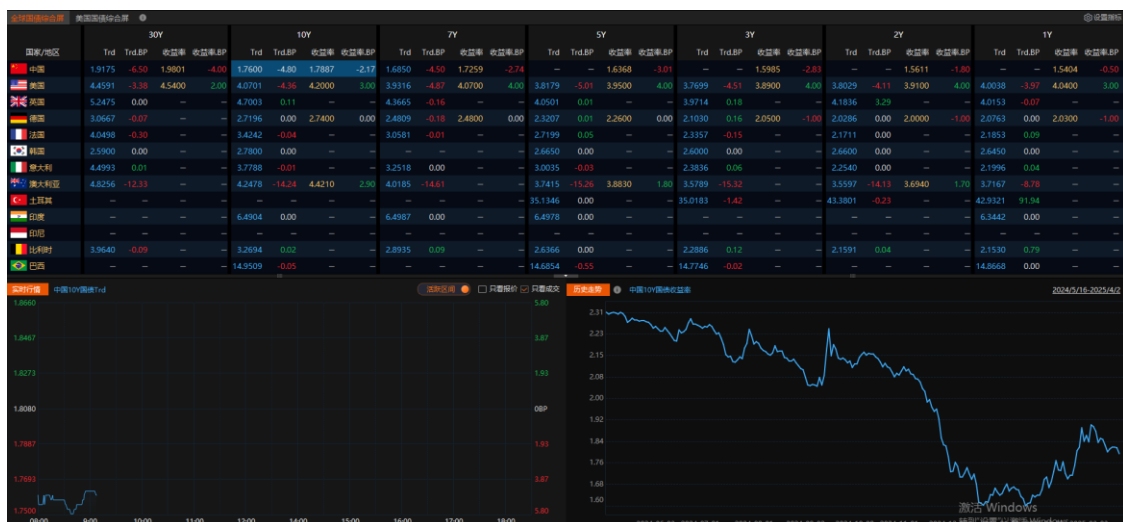 全球国债综合屏 美国国债综合屏 设置指标
30Y 10Y 7Y 5Y 3Y 2Y 1Y
国家/地区 Trd Trd.BP 收益率 收益率.BP Trd Trd.BP 收益率 收益率.BP Trd Trd.BP 收益率 收益率.BP Trd Trd.BP 收益率 收益率.BP Trd Trd.BP 收益率 收益率.BP Trd Trd.BP 收益率 收益率.BP Trd Trd.BP 收益率 收益率.BP
中国 1.9175 -6.50 1.9801 -4.00 1.7600 -4.80 1.7887 -2.17 1.6850 -4.50 1.7259 -2.74 — — 1.6368 -3.01 — — 1.5985 -2.83 — — 1.5611 -1.80 — — 1.5404 -0.50
美国 4.4591 -3.38 4.5400 2.00 4.0701 -4.36 4.2000 3.00 3.9316 -4.87 4.0700 4.00 3.8179 -5.01 3.9500 4.00 3.7699 -4.51 3.8900 4.00 3.8029 -4.11 3.9100 4.00 4.0038 -3.97 4.0400 3.00
英国 5.2475 0.00 — — 4.7003 0.11 — — 4.3665 -0.16 — — 4.0501 0.01 — — 3.9714 0.18 — — 4.1836 3.29 — — 4.0153 -0.07 — —
德国 3.0667 -0.07 — — 2.7196 0.00 2.7400 0.00 2.4809 -0.18 2.4800 0.00 2.3207 0.01 2.2600 0.00 2.1030 0.16 2.0500 -1.00 2.0286 0.00 2.0000 -1.00 2.0763 0.00 2.0300 -1.00
法国 4.0498 -0.30 — — 3.4242 -0.04 — — 3.0581 -0.01 — — 2.7199 0.05 — — 2.3357 -0.15 — — 2.1711 0.00 — — 2.1853 0.09 — —
韩国 2.5900 0.00 — — 2.7800 0.00 — — — — — — 2.6650 0.00 — — 2.6000 0.00 — — 2.6600 0.00 — — 2.6450 0.00 — —
意大利 4.4993 0.01 — — 3.7788 -0.01 — — 3.2518 0.00 — — 3.0035 -0.03 — — 2.3836 0.06 — — 2.2540 0.00 — — 2.1996 0.04 — —
澳大利亚 4.8256 -12.33 — — 4.2478 -14.24 4.4210 2.90 4.0185 -14.61 — — 3.7415 -15.26 3.8830 1.80 3.5789 -15.32 — — 3.5597 -14.13 3.6940 1.70 3.7167 -8.78 — —
土耳其 — — — — — — — — — — — — 35.1346 0.00 — — 35.0183 -1.42 — — 43.3801 -0.23 — — 42.9321 91.94 — —
印度 — — — — 6.4904 0.00 — — 6.4987 0.00 — — 6.4978 0.00 — — — — — — — — — — 6.3442 0.00 — —
印尼 — — — — — — — — — — — — — — — — — — — — — — — — — — — —
比利时 3.9640 -0.09 — — 3.2694 0.02 — — 2.8935 0.09 — — 2.6366 0.00 — — 2.2886 0.12 — — 2.1591 0.04 — — 2.1530 0.79 — —
巴西 — — — — 14.9509 -0.05 — — — — — — 14.6854 -0.55 — — 14.7746 -0.02 — — — — — — 14.8668 0.00 — —
实时行情 中国10Y国债Trd 活跃区间 只看报价 只看成交
1.8660 5.80
1.8467 3.87
1.8273 1.93
1.8080 0BP
1.7887 1.93
1.7693 3.87
1.7500 5.80
08:00 9:00 10:00 11:00 12:00 13:00 14:00 15:00 16:00 17:00 18:00
历史走势 中国10Y国债收益率 2024/5/16-2025/4/2
2.31
2.23
2.15
2.08
2.00
1.92
1.84
1.76
1.68
1.60
激活 Windows